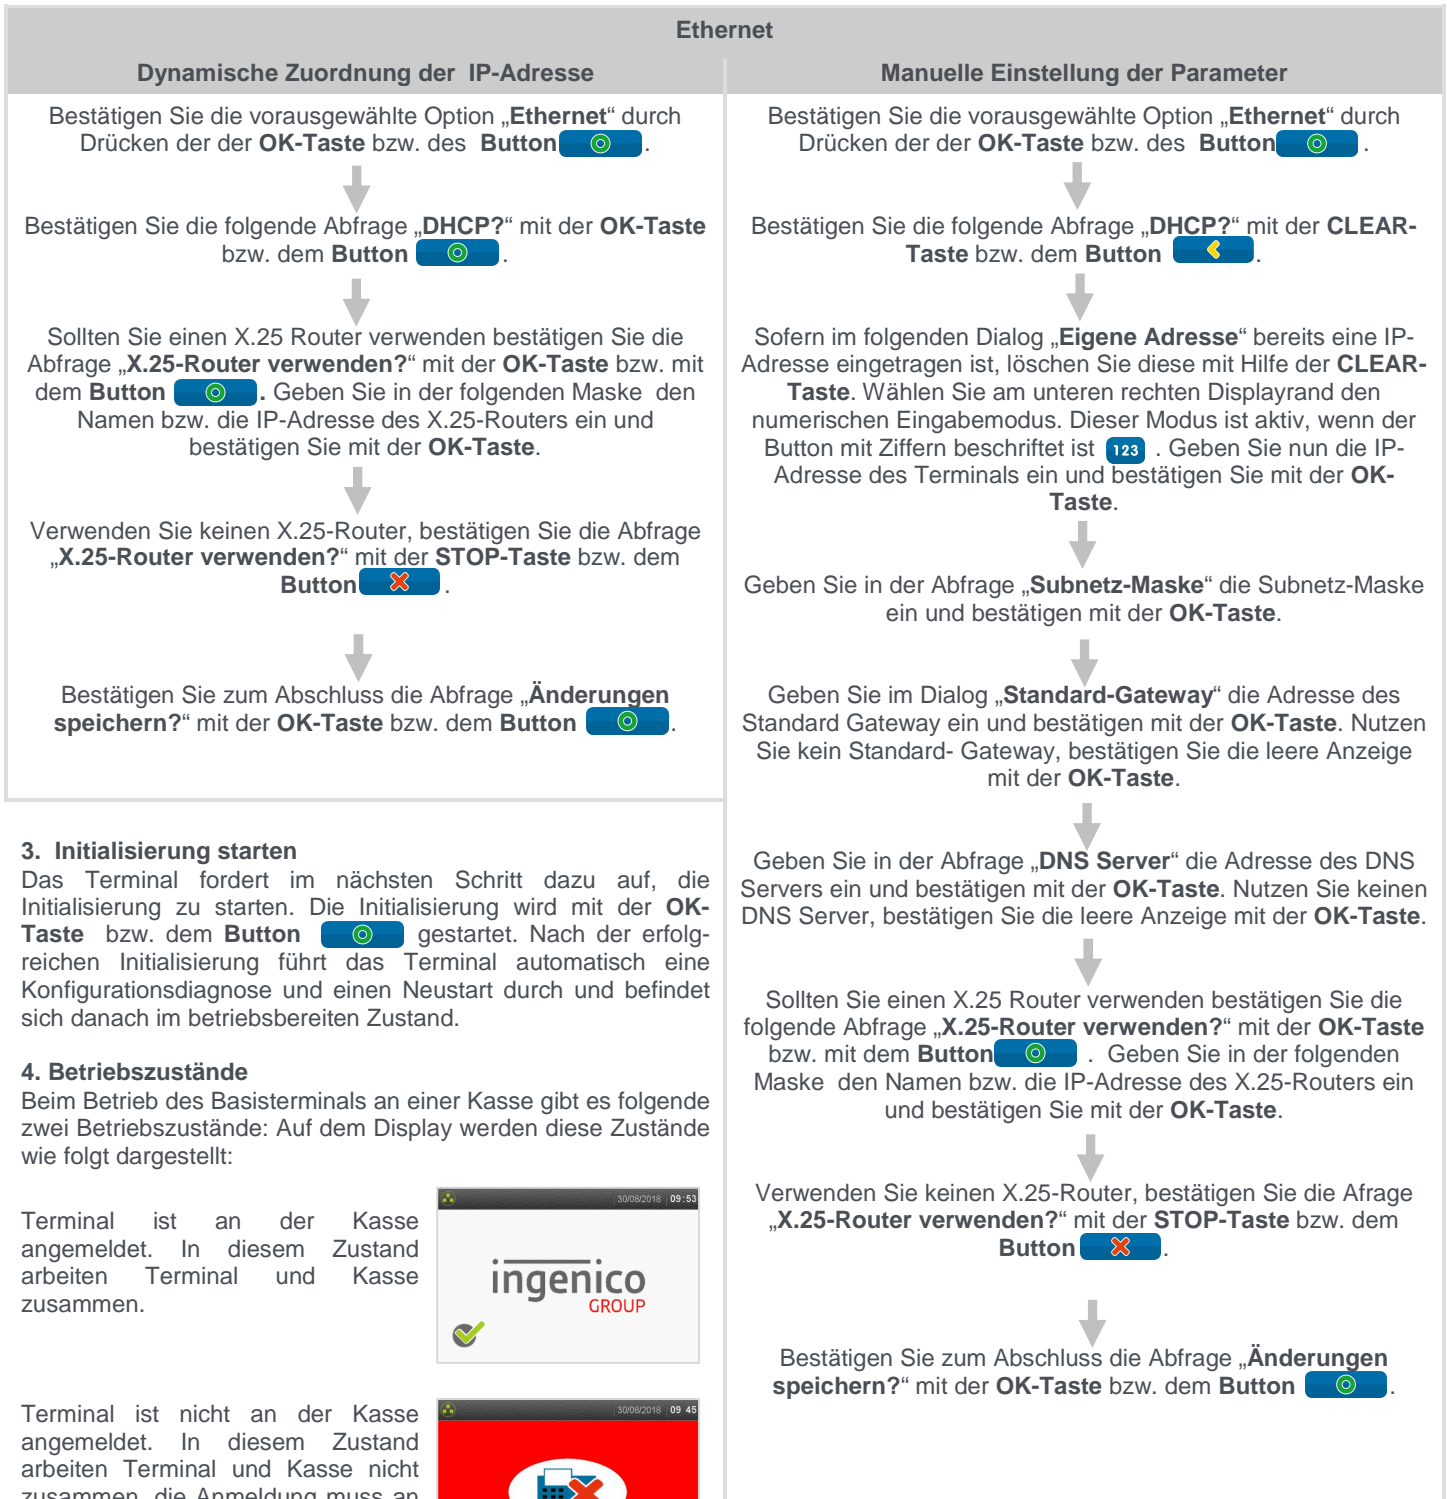 Ethernet
Dynamische Zuordnung der  IP-Adresse
Bestätigen Sie die vorausgewählte Option „Ethernet“ durch
Drücken der der OK-Taste bzw. des  Button .
Bestätigen Sie die folgende Abfrage „DHCP?“ mit der OK-Taste
bzw. dem Button .
Sollten Sie einen X.25 Router verwenden bestätigen Sie die
Abfrage „X.25-Router verwenden?“ mit der OK-Taste bzw. mit
dem Button . Geben Sie in der folgenden Maske  den
Namen bzw. die IP-Adresse des X.25-Routers ein und
bestätigen Sie mit der OK-Taste.
Verwenden Sie keinen X.25-Router, bestätigen Sie die Abfrage
„X.25-Router verwenden?“ mit der STOP-Taste bzw. dem
Button .
Bestätigen Sie zum Abschluss die Abfrage „Änderungen
speichern?“ mit der OK-Taste bzw. dem Button .
3.  Initialisierung starten
Das Terminal fordert im nächsten Schritt dazu auf, die
Initialisierung zu starten. Die Initialisierung wird mit der OK-
Taste  bzw. dem Button  gestartet. Nach der erfolg-
reichen Initialisierung führt das Terminal automatisch eine
Konfigurationsdiagnose und einen Neustart durch und befindet
sich danach im betriebsbereiten Zustand.
4. Betriebszustände
Beim Betrieb des Basisterminals an einer Kasse gibt es folgende
zwei Betriebszustände: Auf dem Display werden diese Zustände
wie folgt dargestellt:
Terminal ist an der Kasse
angemeldet. In diesem Zustand
arbeiten Terminal und Kasse
zusammen.
30/08/2018 09:53
ingenico
GROUP
Terminal ist nicht an der Kasse
angemeldet. In diesem Zustand
arbeiten Terminal und Kasse nicht
zusammen, die Anmeldung muss an
30/08/2018 09 45
Manuelle Einstellung der Parameter
Bestätigen Sie die vorausgewählte Option „Ethernet“ durch
Drücken der der OK-Taste bzw. des  Button .
Bestätigen Sie die folgende Abfrage „DHCP?“ mit der CLEAR-
Taste bzw. dem Button .
Sofern im folgenden Dialog „Eigene Adresse“ bereits eine IP-
Adresse eingetragen ist, löschen Sie diese mit Hilfe der CLEAR-
Taste. Wählen Sie am unteren rechten Displayrand den
numerischen Eingabemodus. Dieser Modus ist aktiv, wenn der
Button mit Ziffern beschriftet ist 123 . Geben Sie nun die IP-
Adresse des Terminals ein und bestätigen Sie mit der OK-
Taste.
Geben Sie in der Abfrage „Subnetz-Maske“ die Subnetz-Maske
ein und bestätigen mit der OK-Taste.
Geben Sie im Dialog „Standard-Gateway“ die Adresse des
Standard Gateway ein und bestätigen mit der OK-Taste. Nutzen
Sie kein Standard- Gateway, bestätigen Sie die leere Anzeige
mit der OK-Taste.
Geben Sie in der Abfrage „DNS Server“ die Adresse des DNS
Servers ein und bestätigen mit der OK-Taste. Nutzen Sie keinen
DNS Server, bestätigen Sie die leere Anzeige mit der OK-Taste.
Sollten Sie einen X.25 Router verwenden bestätigen Sie die
folgende Abfrage „X.25-Router verwenden?“ mit der OK-Taste
bzw. mit dem Button .  Geben Sie in der folgenden
Maske  den Namen bzw. die IP-Adresse des X.25-Routers ein
und bestätigen Sie mit der OK-Taste.
Verwenden Sie keinen X.25-Router, bestätigen Sie die Afrage
„X.25-Router verwenden?“ mit der STOP-Taste bzw. dem
Button .
Bestätigen Sie zum Abschluss die Abfrage „Änderungen
speichern?“ mit der OK-Taste bzw. dem Button .